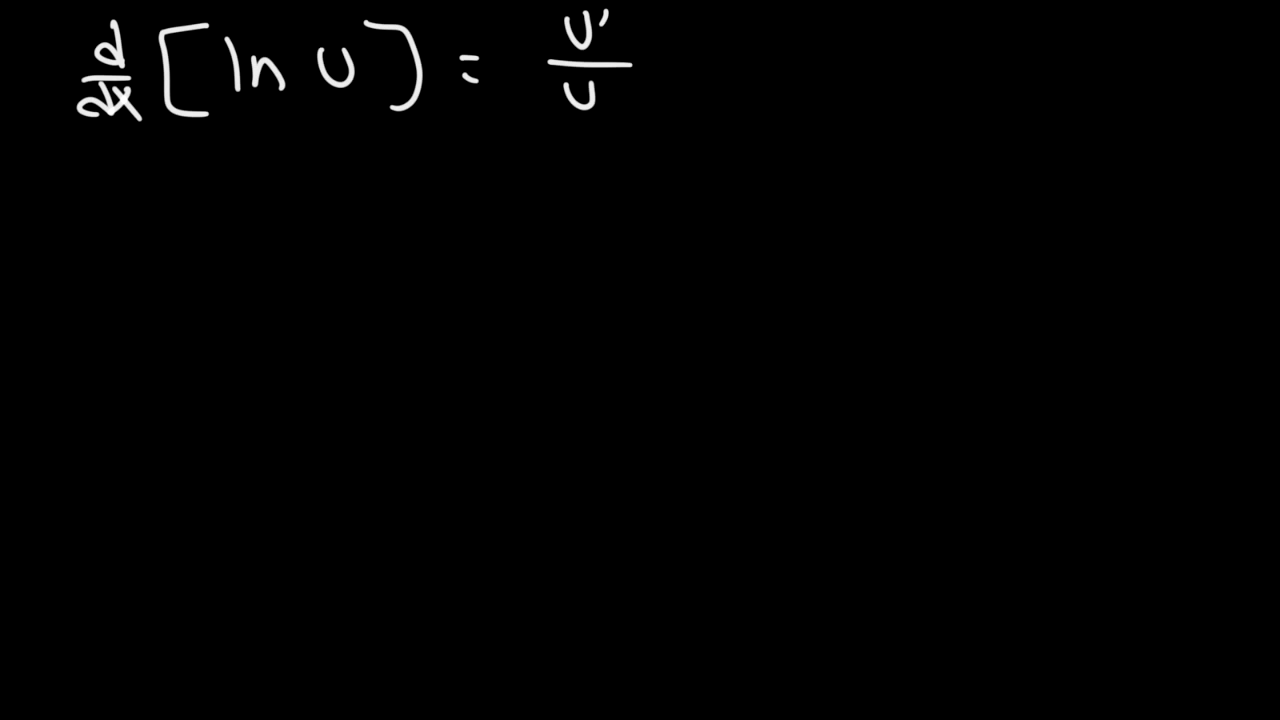 d/dx [ln u] = u'/u